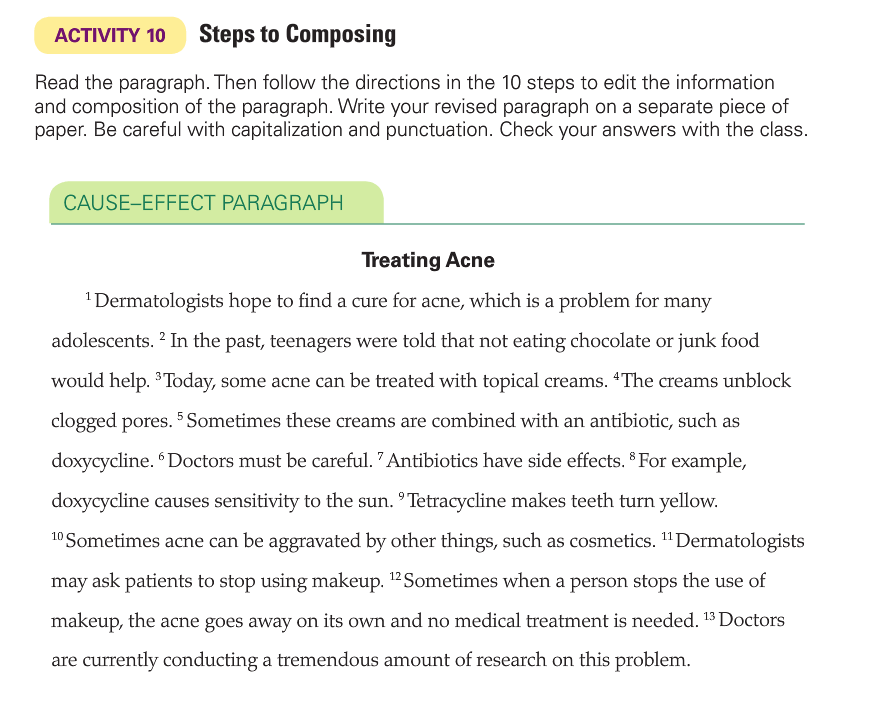 ACTIVITY 10 Steps to Composing
Read the paragraph. Then follow the directions in the 10 steps to edit the information
and composition of the paragraph. Write your revised paragraph on a separate piece of
paper. Be careful with capitalization and punctuation. Check your answers with the class.
CAUSE–EFFECT PARAGRAPH
Treating Acne
1 Dermatologists hope to find a cure for acne, which is a problem for many
adolescents. 2 In the past, teenagers were told that not eating chocolate or junk food
would help. 3 Today, some acne can be treated with topical creams. 4 The creams unblock
clogged pores. 5 Sometimes these creams are combined with an antibiotic, such as
doxycycline. 6 Doctors must be careful. 7 Antibiotics have side effects. 8 For example,
doxycycline causes sensitivity to the sun. 9 Tetracycline makes teeth turn yellow.
10 Sometimes acne can be aggravated by other things, such as cosmetics. 11 Dermatologists
may ask patients to stop using makeup. 12 Sometimes when a person stops the use of
makeup, the acne goes away on its own and no medical treatment is needed. 13 Doctors
are currently conducting a tremendous amount of research on this problem.